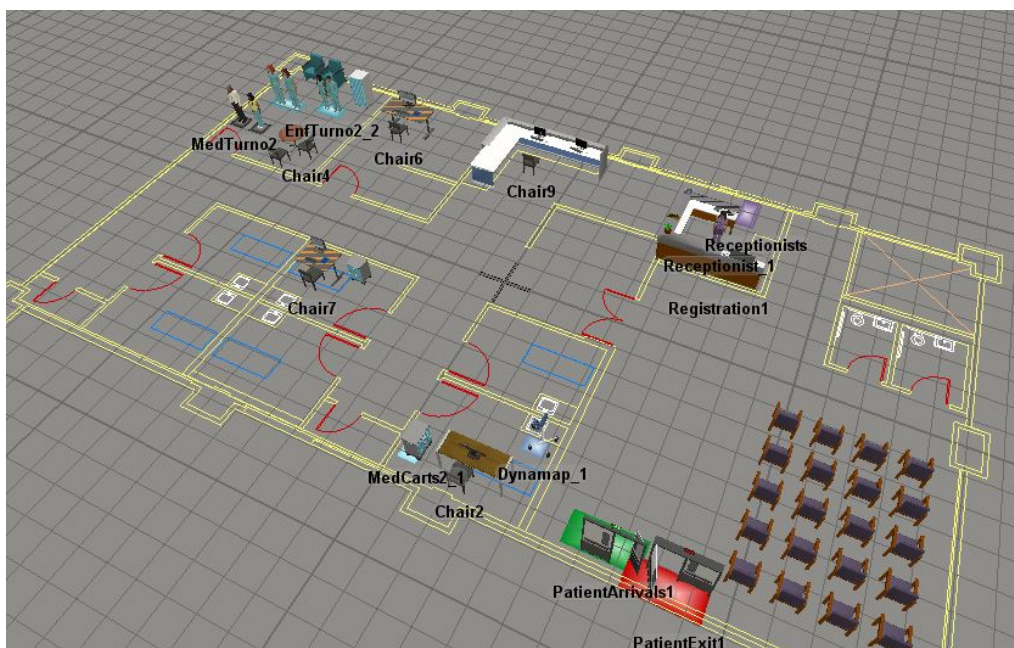 EnfTurno2_2
MedTurno2
Chair6
Chair4
Chair9
Receptionists
Receptionist_1
Registration1
Chair7
MedCarts2_1
Dynamap_1
Chair2
PatientArrivals1
PatientExit1